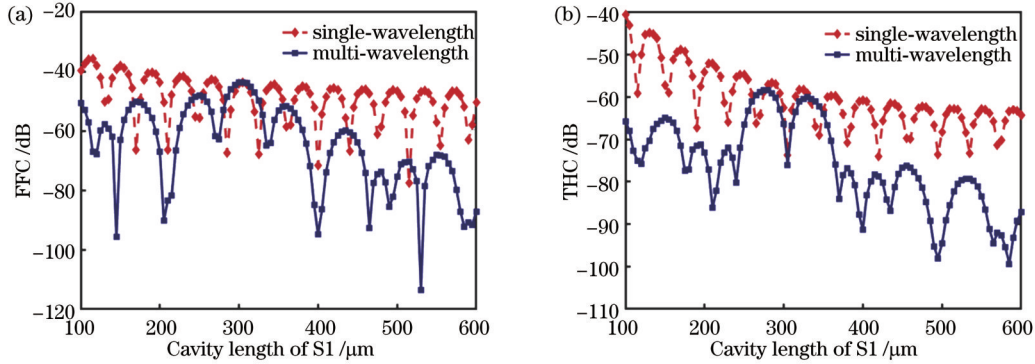 (a)
−20
−40
−60
−80
−100
−120
FFC /dB
single-wavelength
multi-wavelength
100
200
300
400
500
600
Cavity length of S1 /μm
(b)
−40
−50
−60
−70
−80
−90
−100
−110
THC /dB
single-wavelength
multi-wavelength
100
200
300
400
500
600
Cavity length of S1 /μm